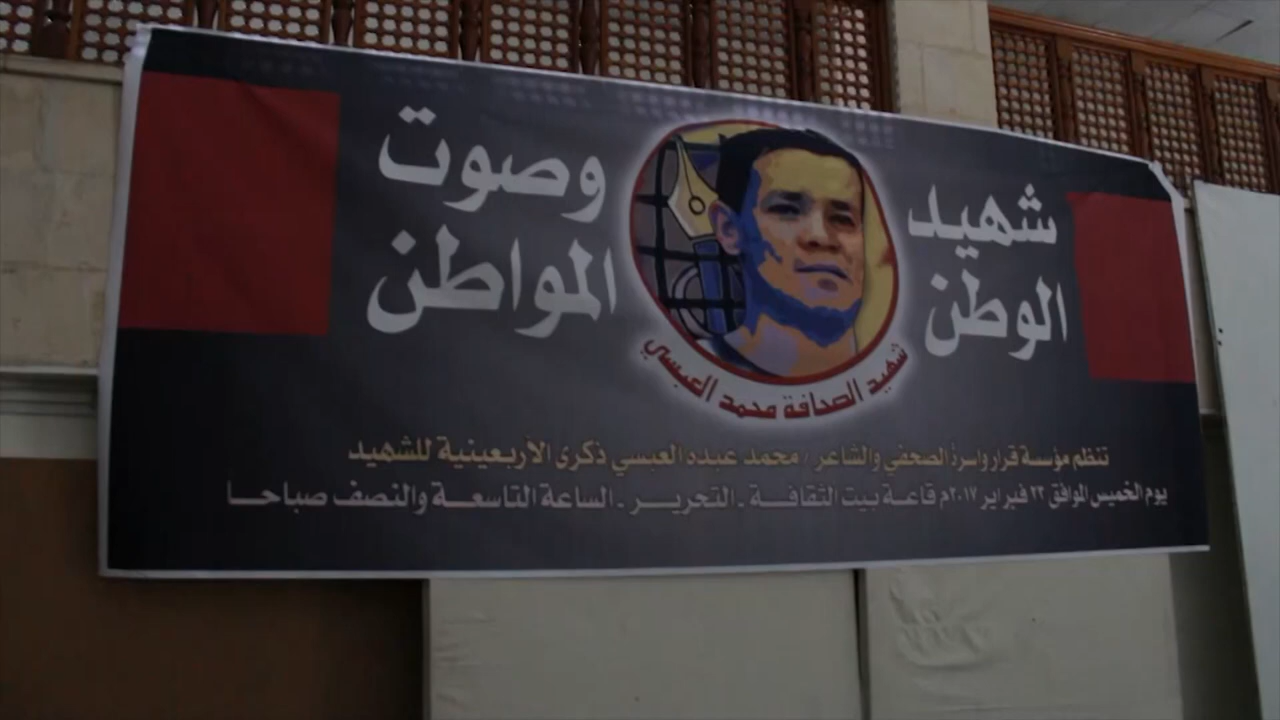 شهيد
الوطن
وصوت
المواطن
شهيد الصحافة محمد العبسي
تنظم مؤسسة قرار واسرة الصحفي والشاعر / محمد عبده العبسي ذكرى الأربعينية للشهيد
يوم الخميس الموافق ٢٣ فبراير ٢٠١٧م قاعة بيت الثقافة - التحرير - الساعة التاسعة والنصف صباحا